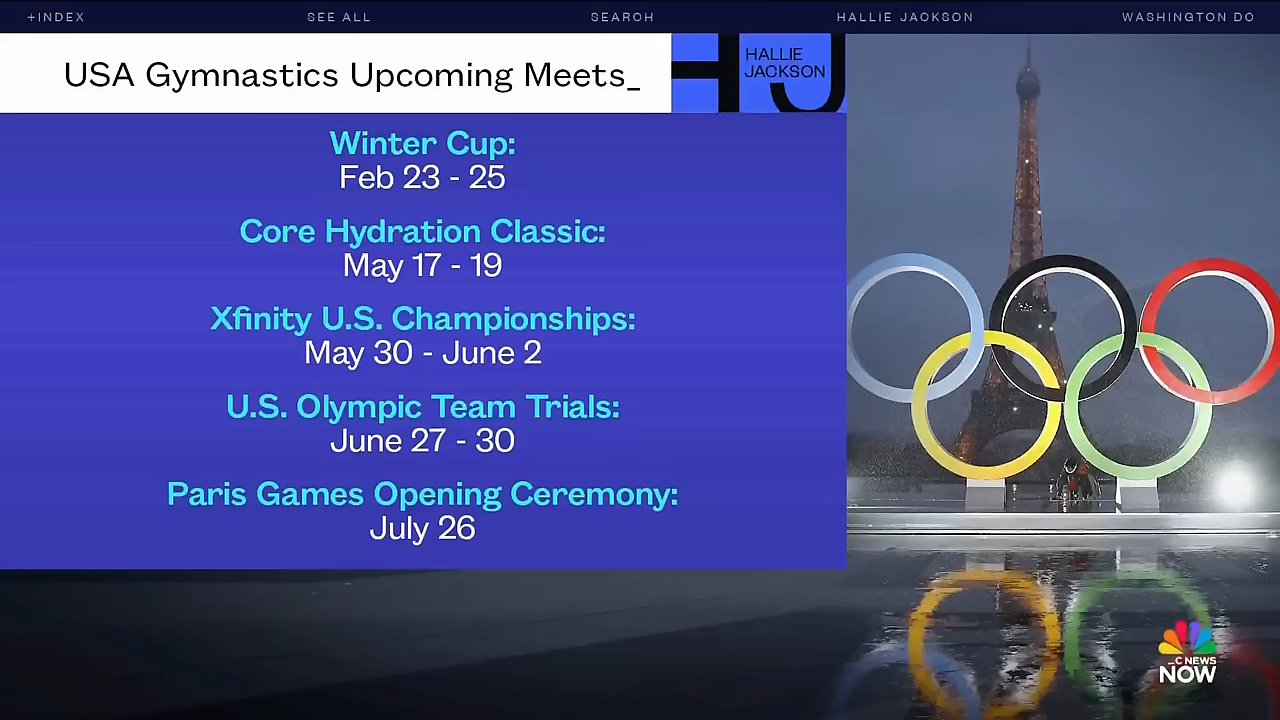 +INDEX SEE ALL SEARCH HALLIE JACKSON WASHINGTON DO
USA Gymnastics Upcoming Meets_
HALLIE
JACKSON
Winter Cup:
Feb 23 - 25
Core Hydration Classic:
May 17 - 19
Xfinity U.S. Championships:
May 30 - June 2
U.S. Olympic Team Trials:
June 27 - 30
Paris Games Opening Ceremony:
July 26
_C NEWS
NOW